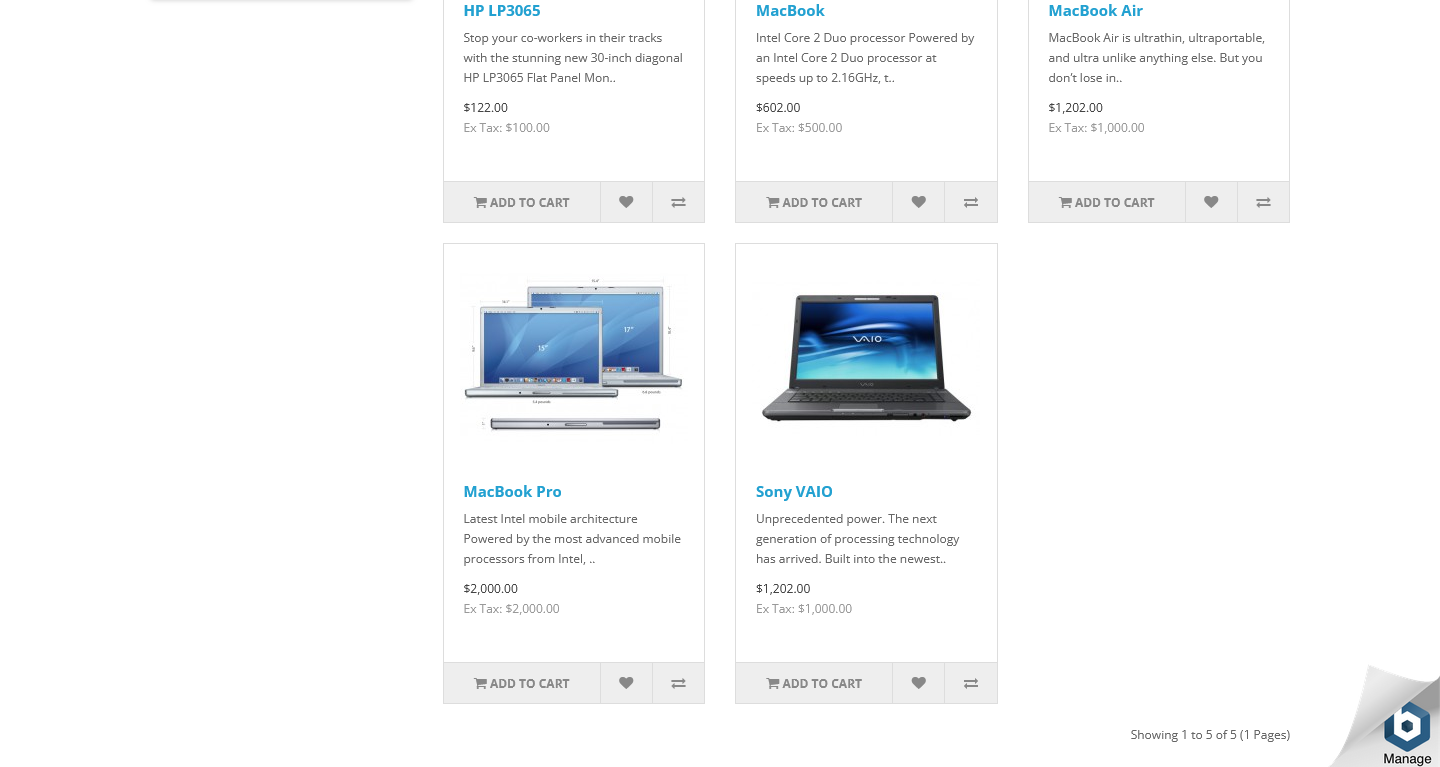 HP LP3065
Stop your co-workers in their tracks
with the stunning new 30-inch diagonal
HP LP3065 Flat Panel Mon..
$122.00
Ex Tax: $100.00
ADD TO CART
MacBook
Intel Core 2 Duo processor Powered by
an Intel Core 2 Duo processor at
speeds up to 2.16GHz, t..
$602.00
Ex Tax: $500.00
ADD TO CART
MacBook Air
MacBook Air is ultrathin, ultraportable,
and ultra unlike anything else. But you
don’t lose in..
$1,202.00
Ex Tax: $1,000.00
ADD TO CART
17"
15"
MacBook Pro
Latest Intel mobile architecture
Powered by the most advanced mobile
processors from Intel, ..
$2,000.00
Ex Tax: $2,000.00
ADD TO CART
VAIO
Sony VAIO
Unprecedented power. The next
generation of processing technology
has arrived. Built into the newest..
$1,202.00
Ex Tax: $1,000.00
ADD TO CART
Showing 1 to 5 of 5 (1 Pages)
b
Manage